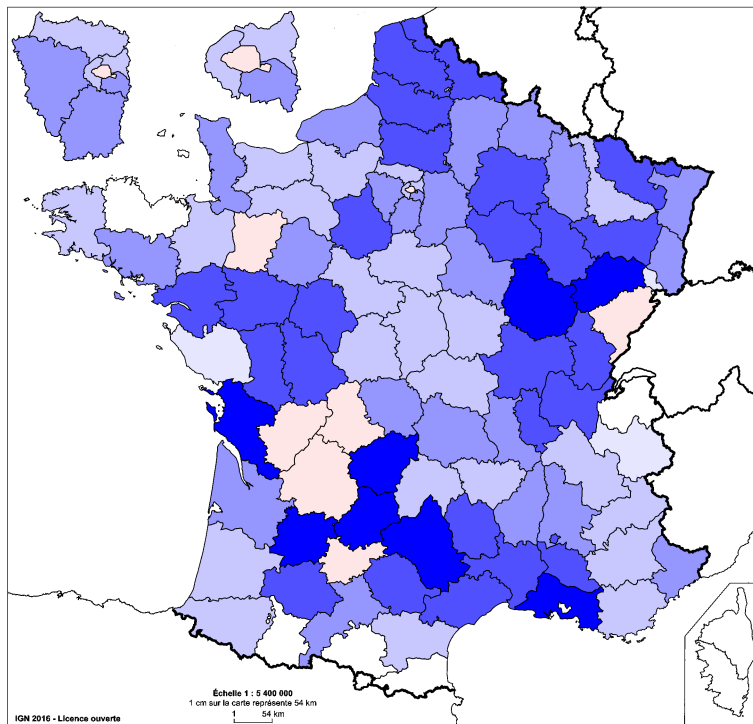 Échelle 1 : 5 400 000
1 cm sur la carte représente 54 km
1 54 km
IGN 2016 - Licence ouverte